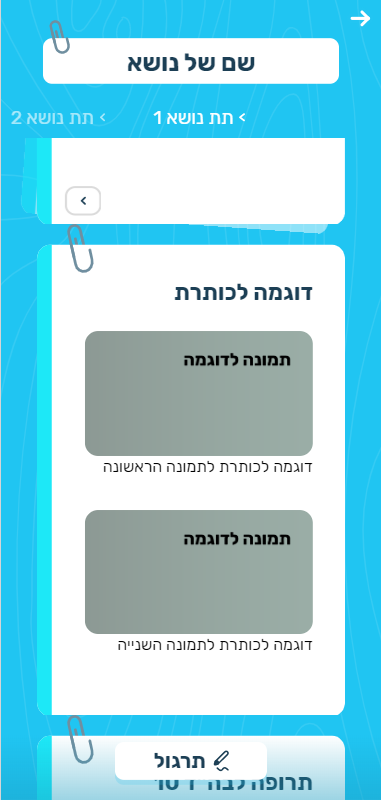 שם של נושא
תת נושא 1 >
תת נושא 2 >
דוגמה לכותרת
תמונה לדוגמה
דוגמה לכותרת לתמונה הראשונה
תמונה לדוגמה
דוגמה לכותרת לתמונה השנייה
תרגול
תרופה